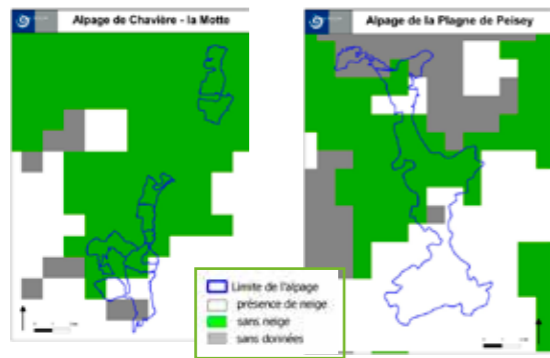 Alpage de Chavière - la Motte
Alpage de la Plagne de Peisey
Limite de l'alpage
présence de neige
sans neige
sans données